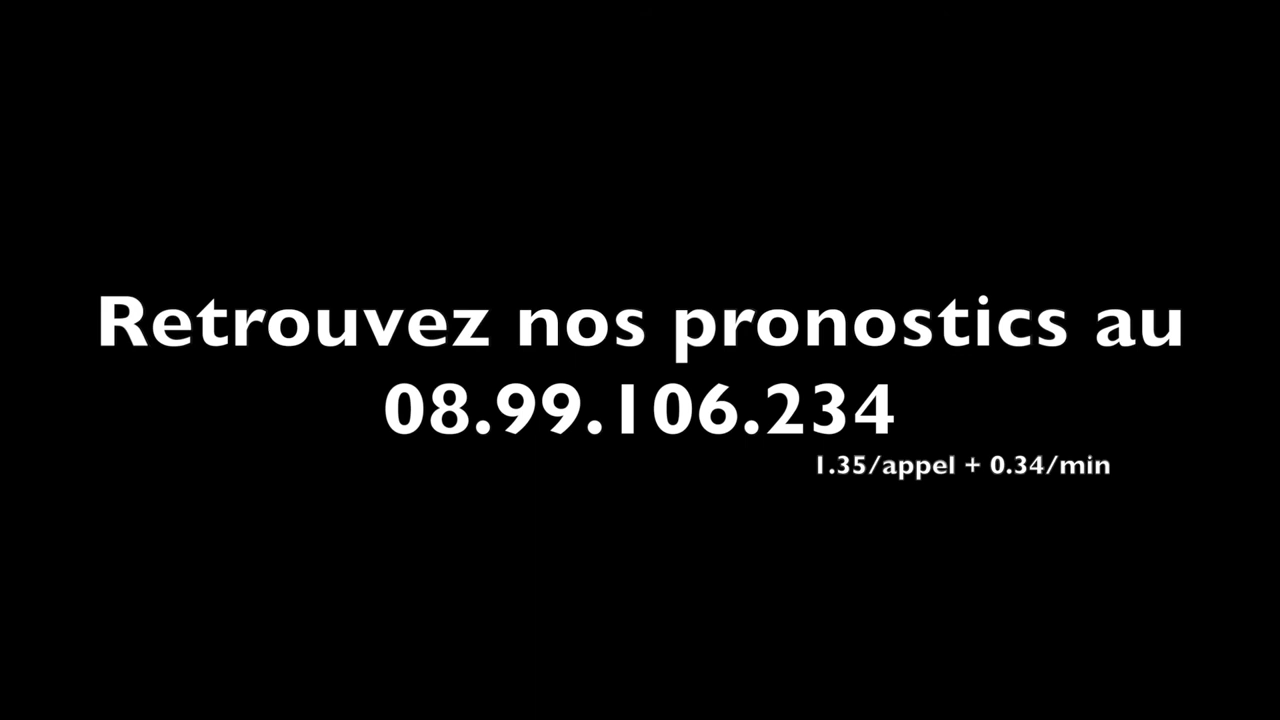 Retrouvez nos pronostics au
08.99.106.234
1.35/appel + 0.34/min